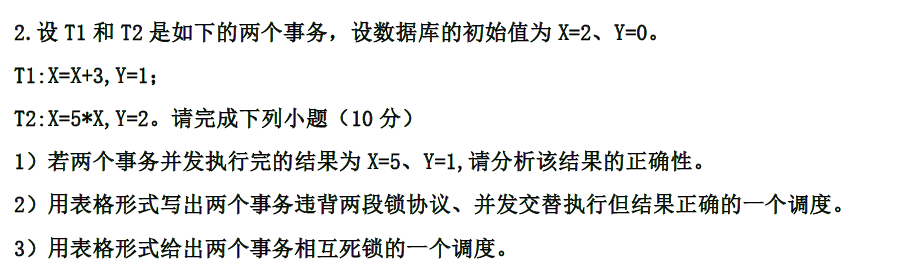 2.设 T1 和 T2 是如下的两个事务，设数据库的初始值为 X=2、Y=0。
T1:X=X+3,Y=1；
T2:X=5*X,Y=2。请完成下列小题（10 分）
1）若两个事务并发执行完的结果为 X=5、Y=1,请分析该结果的正确性。
2）用表格形式写出两个事务违背两段锁协议、并发交替执行但结果正确的一个调度。
3）用表格形式给出两个事务相互死锁的一个调度。